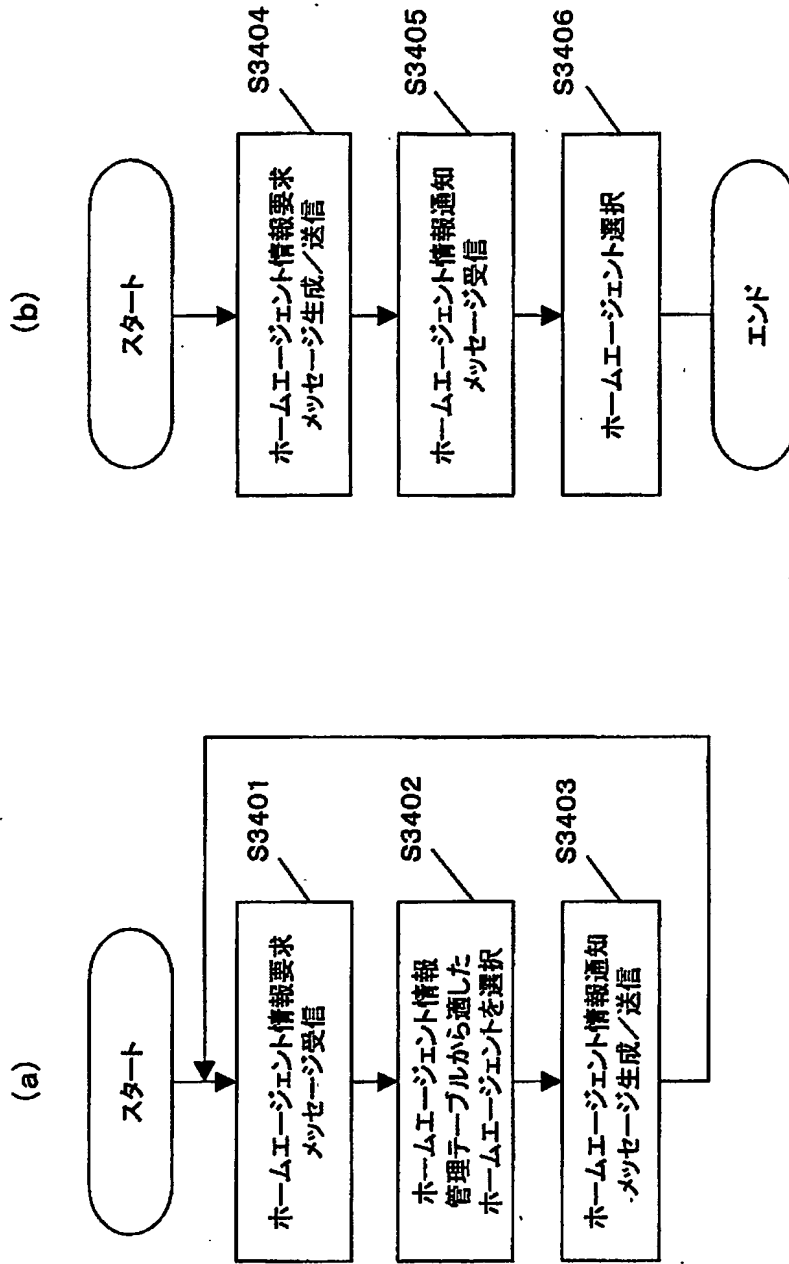 (a)
スタート
ホームエージェント情報要求
メッセージ受信
S3401
ホームエージェント情報
管理テーブルから適した
ホームエージェントを選択
S3402
ホームエージェント情報通知
メッセージ生成／送信
S3403
(b)
スタート
ホームエージェント情報要求
メッセージ生成／送信
S3404
ホームエージェント情報通知
メッセージ受信
S3405
ホームエージェント選択
S3406
エンド